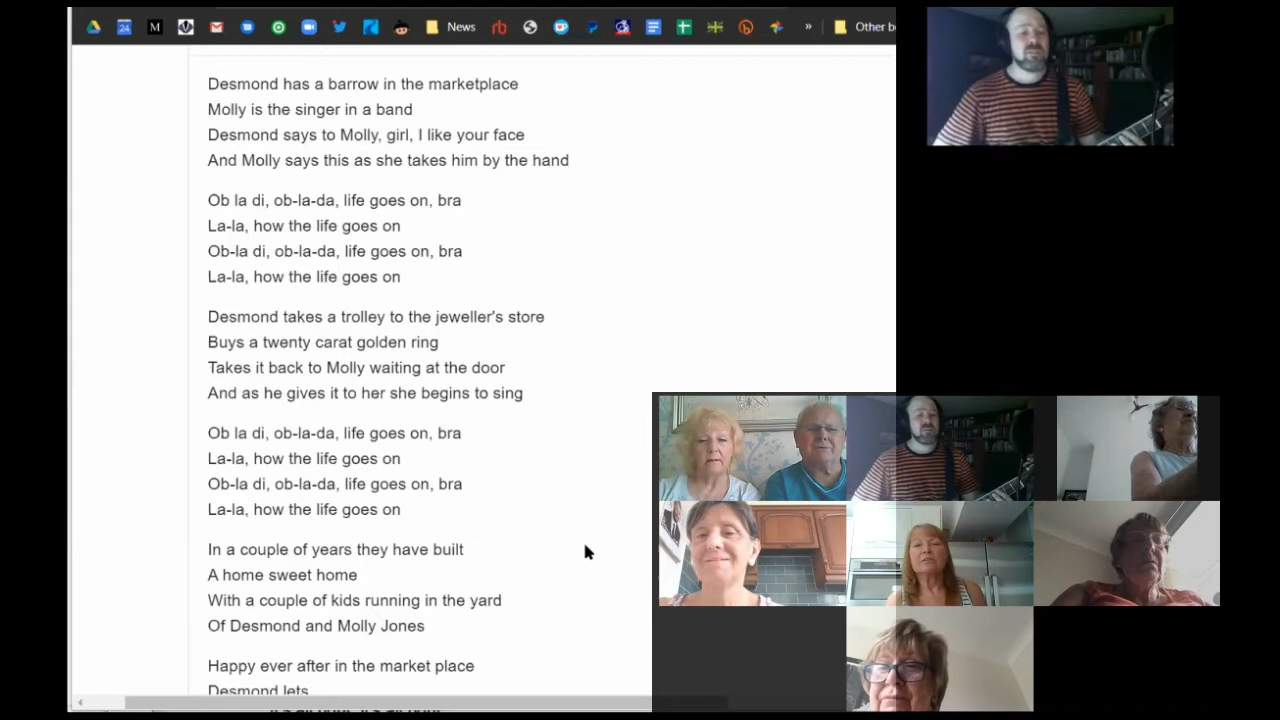 24
M
News
rb
»
Other bo
Desmond has a barrow in the marketplace
Molly is the singer in a band
Desmond says to Molly, girl, I like your face
And Molly says this as she takes him by the hand
Ob la di, ob-la-da, life goes on, bra
La-la, how the life goes on
Ob-la di, ob-la-da, life goes on, bra
La-la, how the life goes on
Desmond takes a trolley to the jeweller's store
Buys a twenty carat golden ring
Takes it back to Molly waiting at the door
And as he gives it to her she begins to sing
Ob la di, ob-la-da, life goes on, bra
La-la, how the life goes on
Ob-la di, ob-la-da, life goes on, bra
La-la, how the life goes on
In a couple of years they have built
A home sweet home
With a couple of kids running in the yard
Of Desmond and Molly Jones
Happy ever after in the market place
Desmond lets